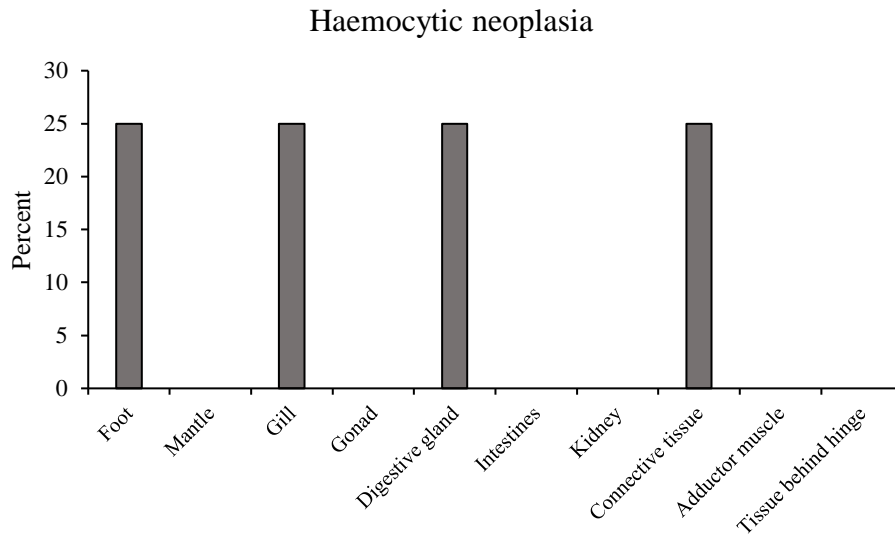 Haemocytic neoplasia
Percent
30
25
20
15
10
5
0
Foot
Mantle
Gill
Gonad
Digestive gland
Intestines
Kidney
Connective tissue
Adductor muscle
Tissue behind hinge